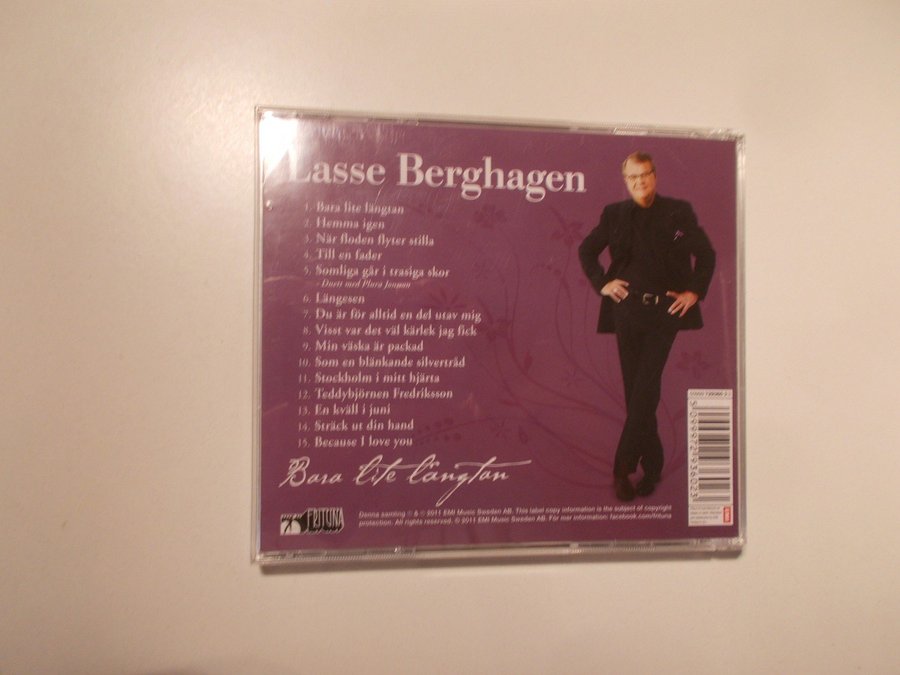 Lasse Berghagen
1. Bara lite längtan
2. Hemma igen
3. När floden flyter stilla
4. Till en fader
5. Somliga går i trasiga skor
- Duett med Plura Jonsson
6. Längesen
7. Du är för alltid en del utav mig
8. Visst var det väl kärlek jag fick
9. Min väska är packad
10. Som en blänkande silvertråd
11. Stockholm i mitt hjärta
12. Teddybjörnen Fredriksson
13. En kväll i juni
14. Sträck ut din hand
15. Because I love you
Bara lite längtan
FRITUNA
Denna samling ℗ & © 2011 EMI Music Sweden AB. This label copy information is the subject of copyright
protection. All rights reserved. © 2011 EMI Music Sweden AB. För mer information: facebook.com/frituna
5099972936023
EMI